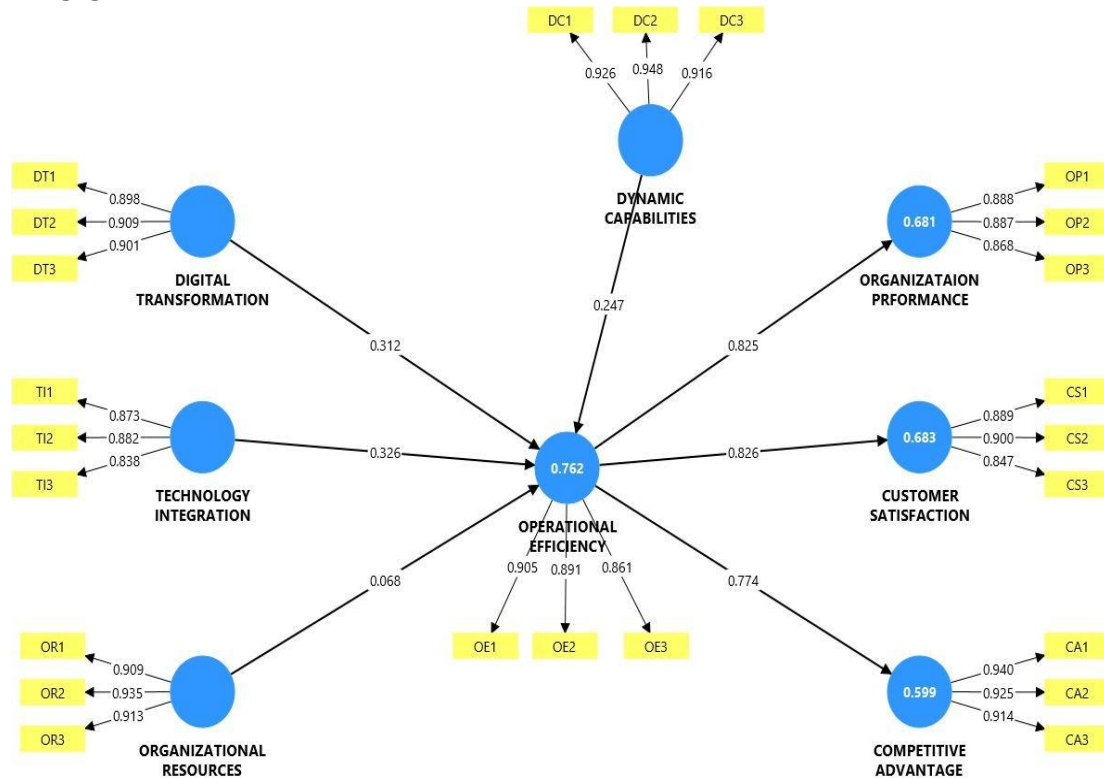 DC1
DC2
DC3
0.926
0.948
0.916
DYNAMIC
CAPABILITIES
DT1
DT2
DT3
0.898
0.909
0.901
DIGITAL
TRANSFORMATION
0.312
0.247
OP1
OP2
OP3
0.888
0.887
0.868
0.681
ORGANIZATAION
PRFORMANCE
0.825
TI1
TI2
TI3
0.873
0.882
0.838
TECHNOLOGY
INTEGRATION
0.326
0.762
OPERATIONAL
EFFICIENCY
0.905
0.891
0.861
OE1
OE2
OE3
0.826
0.683
CUSTOMER
SATISFACTION
CS1
CS2
CS3
0.889
0.900
0.847
0.068
OR1
OR2
OR3
0.909
0.935
0.913
ORGANIZATIONAL
RESOURCES
0.774
0.599
COMPETITIVE
ADVANTAGE
CA1
CA2
CA3
0.940
0.925
0.914